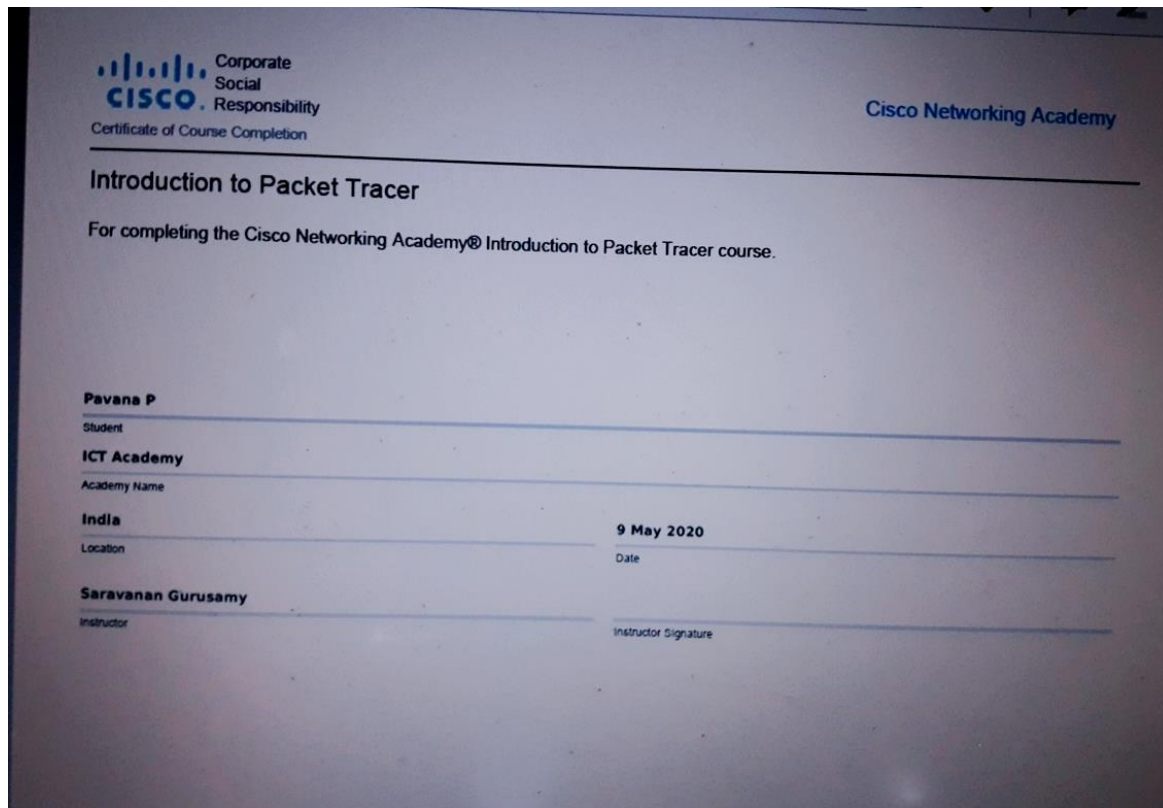 Corporate
Social
CISCO. Responsibility
Cisco Networking Academy
Certificate of Course Completion
Introduction to Packet Tracer
For completing the Cisco Networking Academy® Introduction to Packet Tracer course.
Pavana P
Student
ICT Academy
Academy Name
India
Location
9 May 2020
Date
Saravanan Gurusamy
Instructor
Instructor Signature